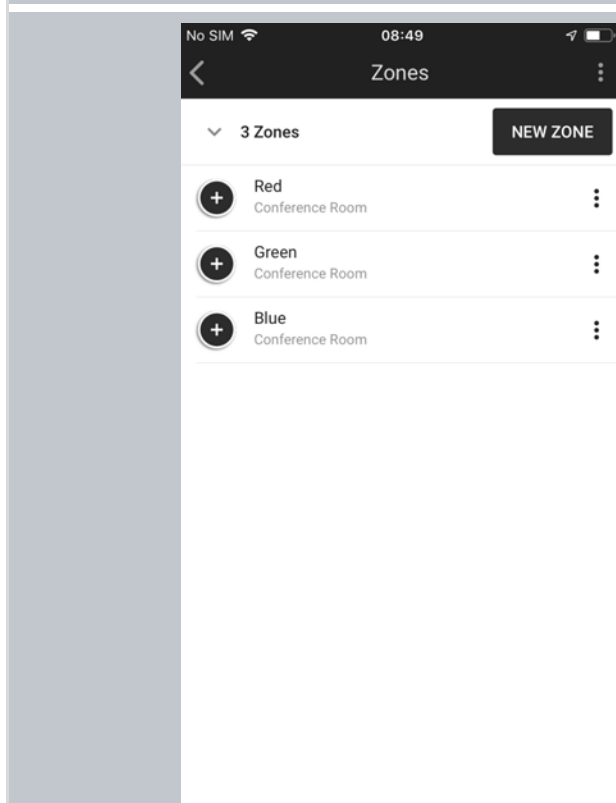 No SIM 08:49
Zones
3 Zones NEW ZONE
Red
Conference Room
Green
Conference Room
Blue
Conference Room